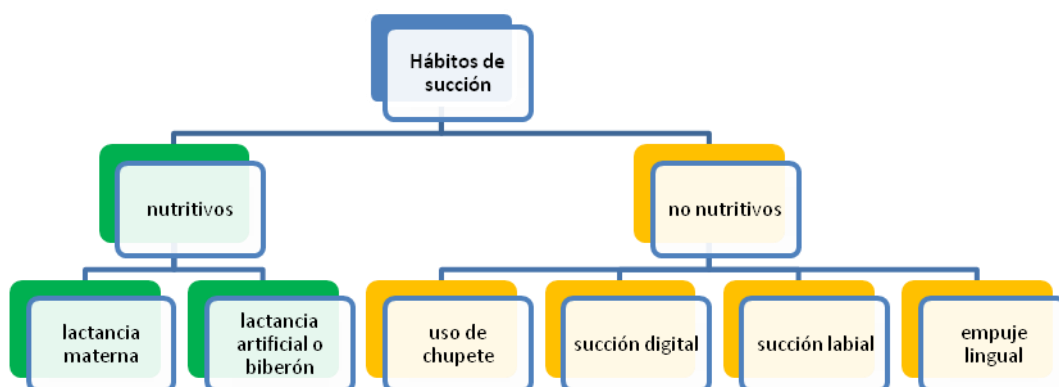 Hábitos de
succión
nutritivos
no nutritivos
lactancia
materna
lactancia
artificial o
biberón
uso de
chupete
succión digital
succión labial
empuje
lingual